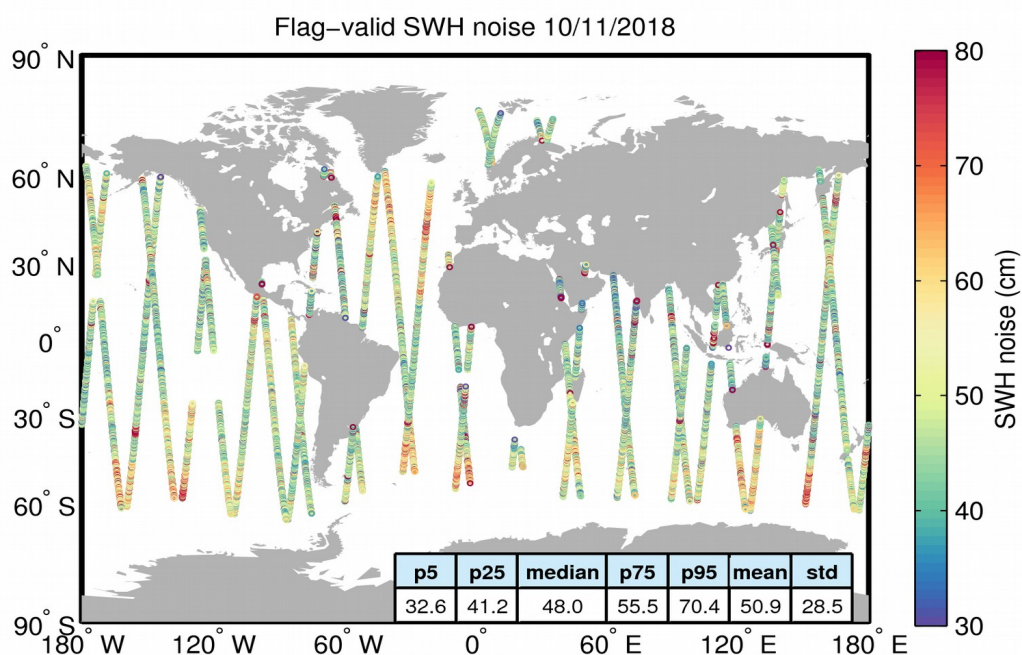 Flag−valid SWH noise 10/11/2018
90° N
60° N
30° N
0°
30° S
60° S
90° S
180° W 120° W 60° W 0° 60° E 120° E 180° E
p5 p25 median p75 p95 mean std
32.6 41.2 48.0 55.5 70.4 50.9 28.5
80
70
60
50
40
30
SWH noise (cm)